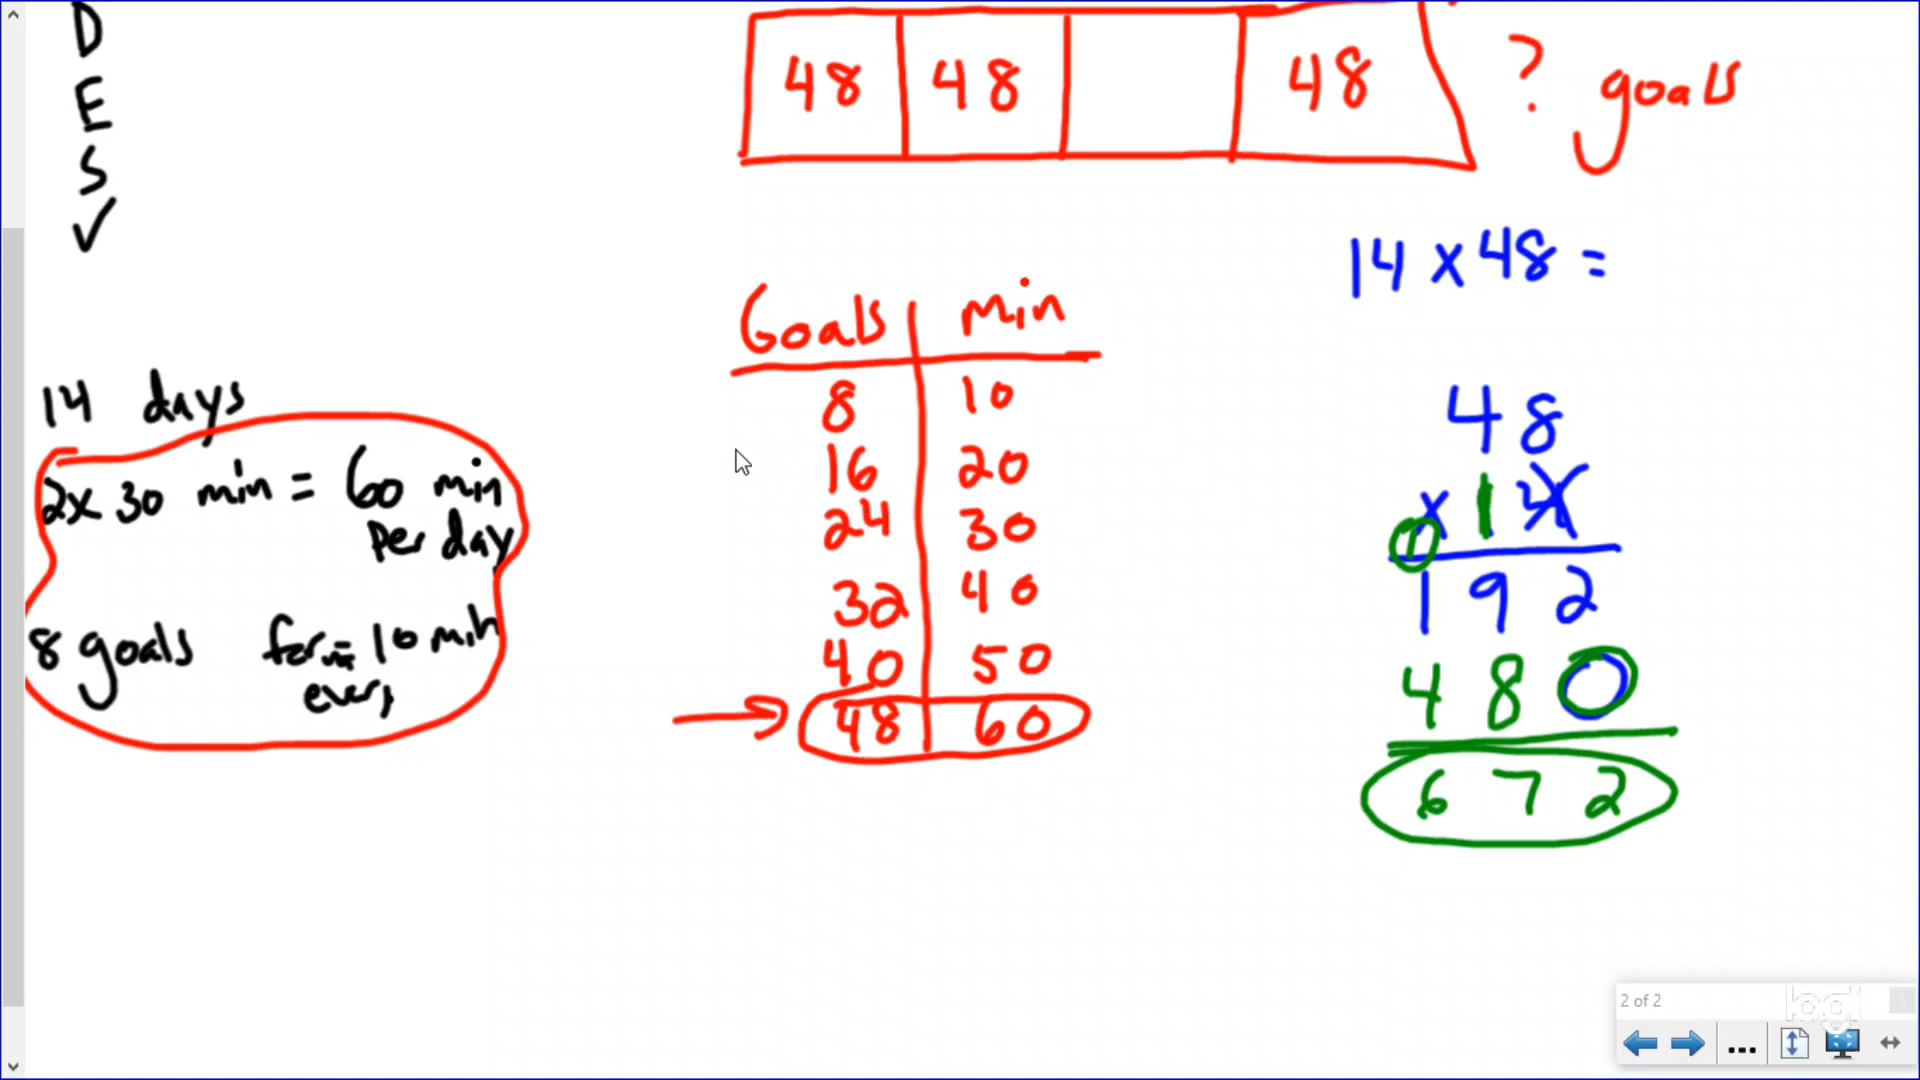 D
E
S
✓
48 48 48 ? goals
14 x 48 =
Goals min
8 10
16 20
24 30
32 40
40 50
48 60
14 days
2x 30 min = 60 min
per day
8 goals for = 10 min
every
48
x 14
192
480
672
2 of 2
logi
...